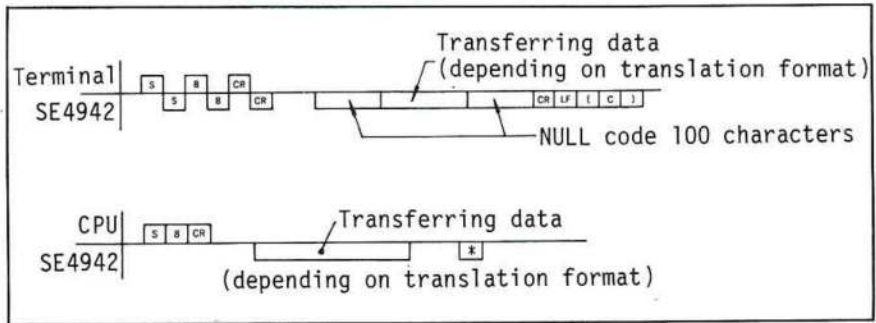 Transferring data
(depending on translation format)
Terminal
S 8 CR
SE4942
S 8 CR
CR LF ( C )
NULL code 100 characters
CPU
S 8 CR
Transferring data
SE4942
*
(depending on translation format)